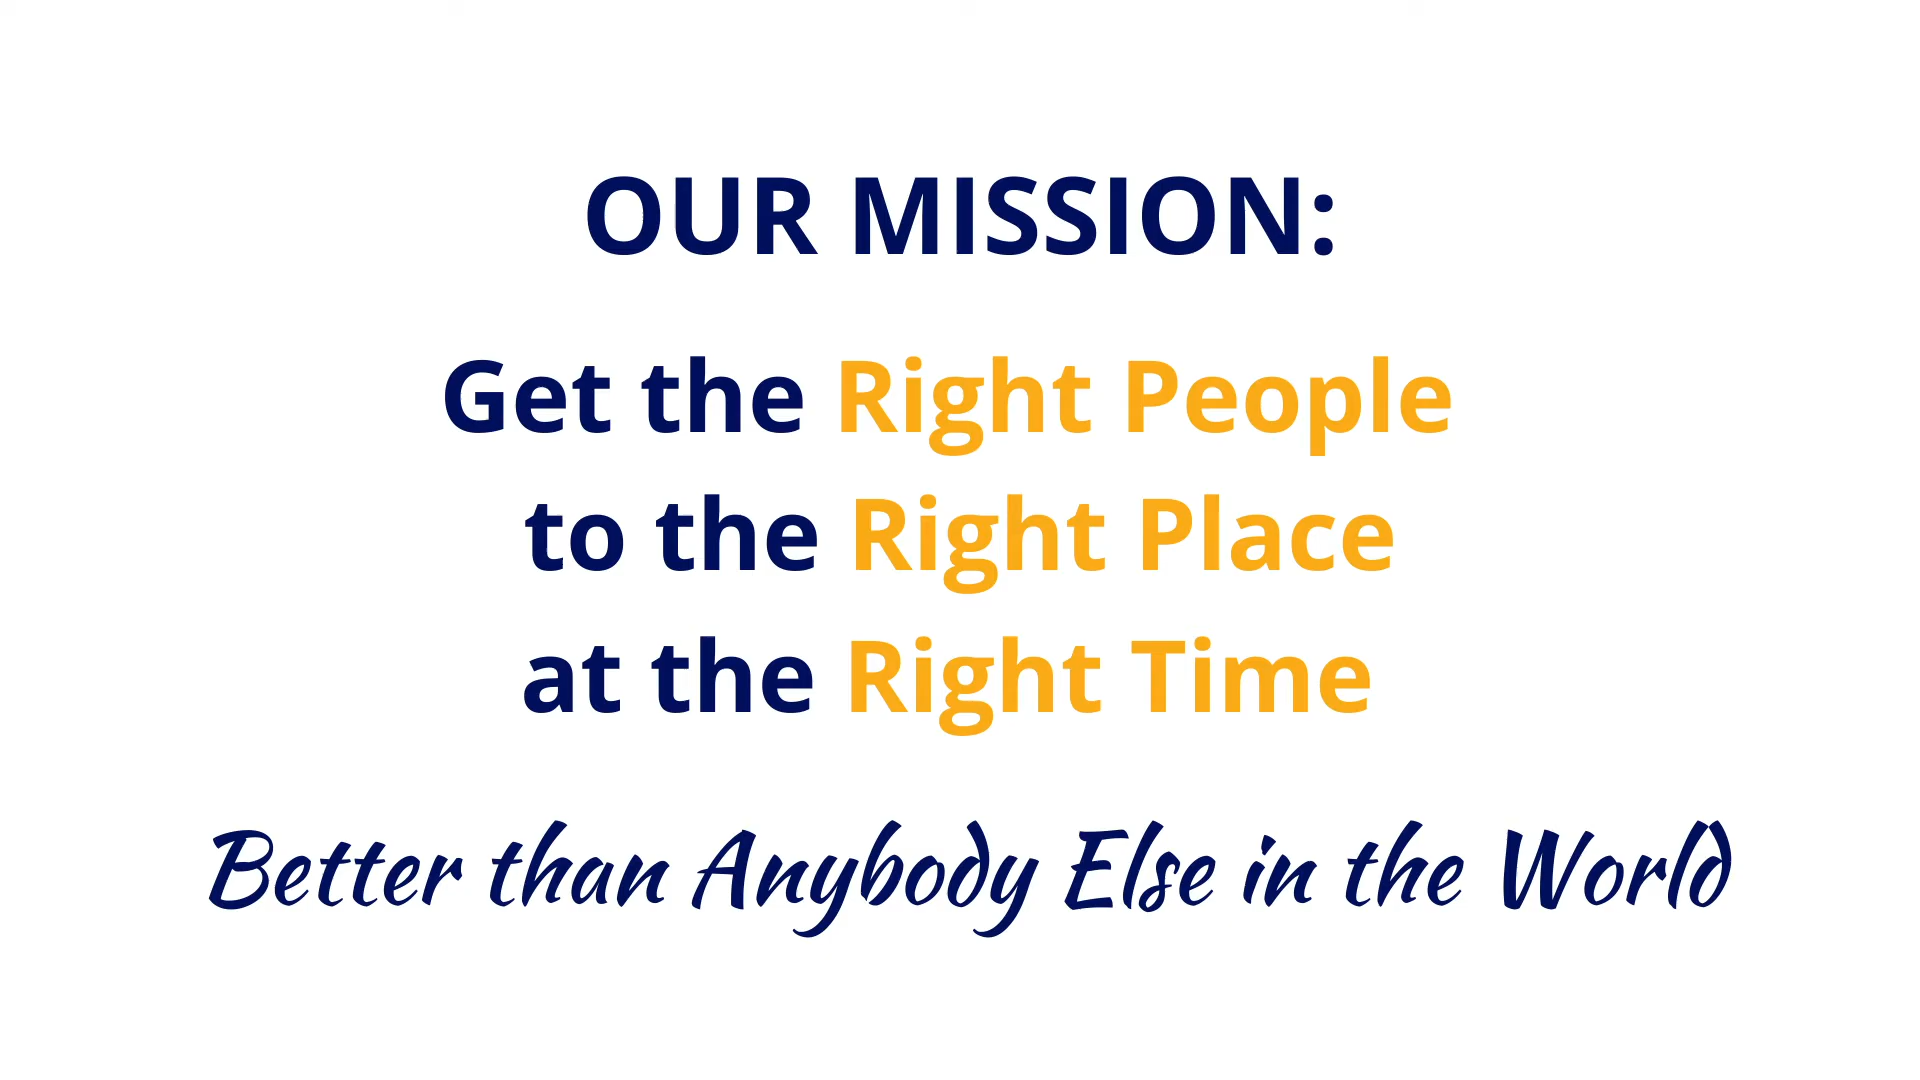 OUR MISSION:
Get the Right People
to the Right Place
at the Right Time
Better than Anybody Else in the World